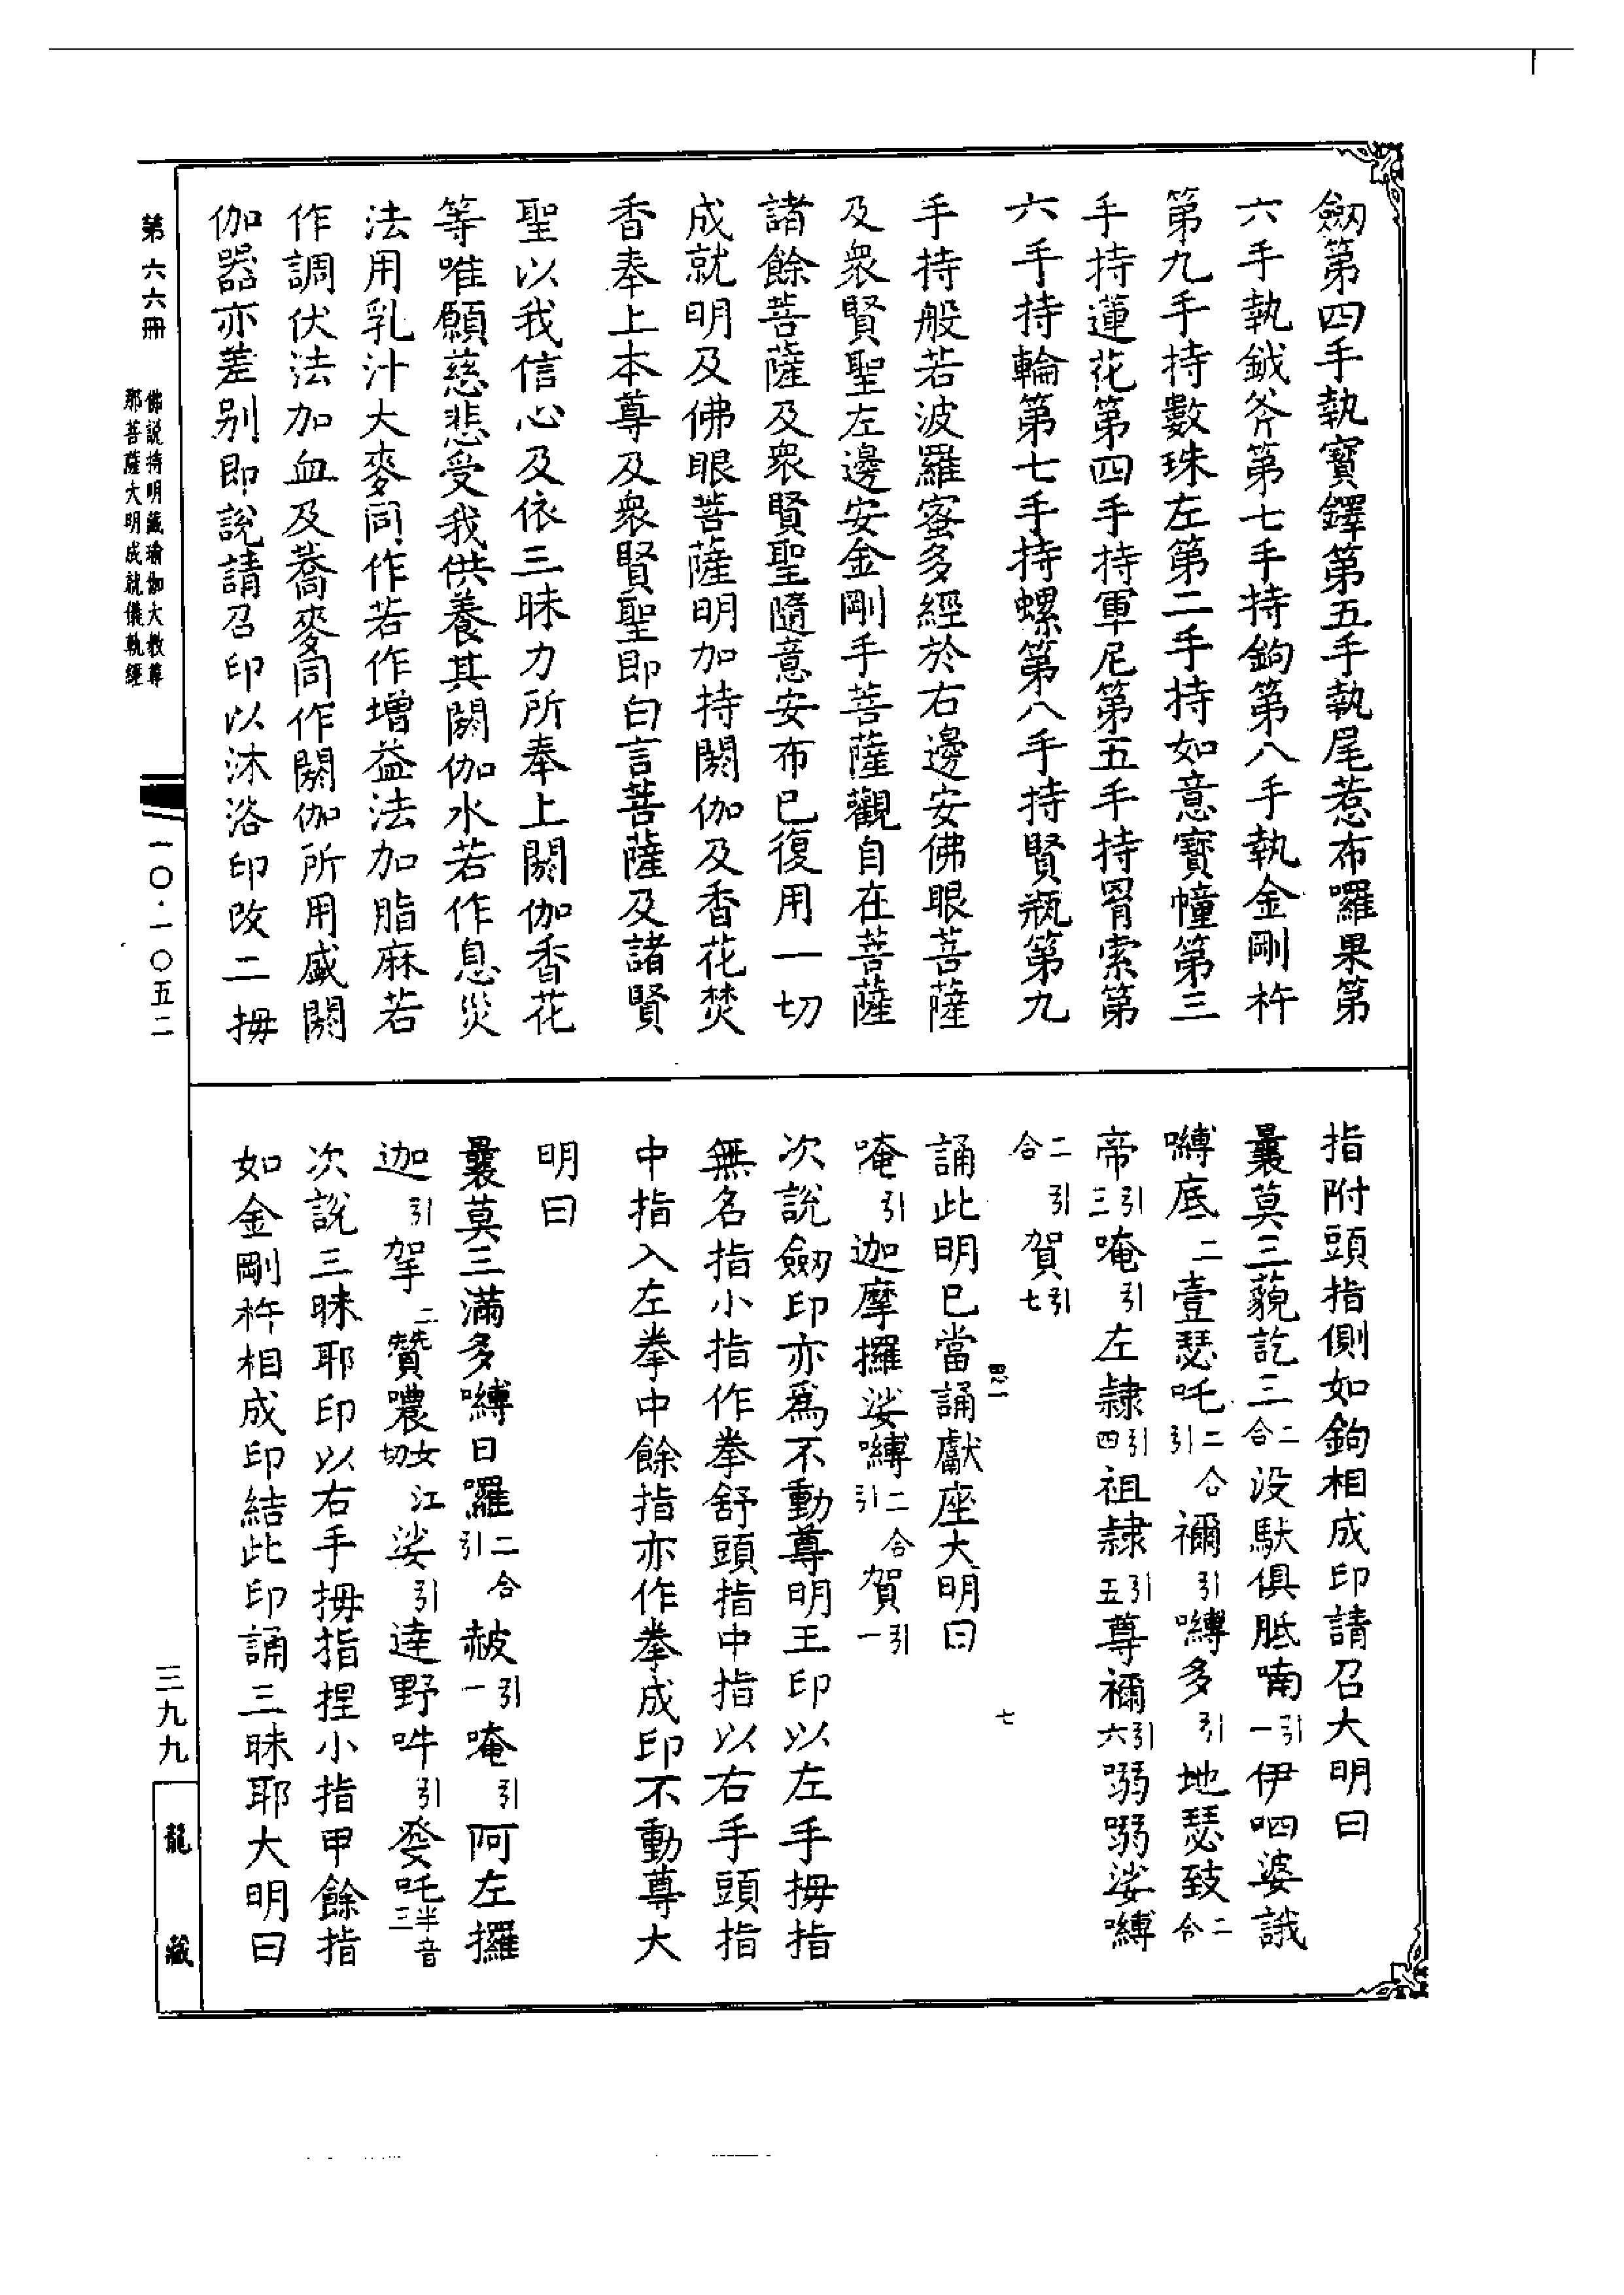 劔第四手執寳鐸第五手執尾惹布囉果第
六手執鉞斧第七手持鉤第八手執金剛杵
第九手持數珠左第二手持如意寳幢第三
手持蓮花第四手持軍尼第五手持罥索第
六手持輪第七手持螺第八手持賢瓶第九
手持般若波羅蜜多經於右邊安佛眼菩薩
及衆賢聖左邊安金剛手菩薩觀自在菩薩
諸餘菩薩及衆賢聖隨意安布已復用一切
成就明及佛眼菩薩明加持閼伽及香花焚
香奉上本尊及衆賢聖即白言菩薩及諸賢
聖以我信心及依三昧力所奉上閼伽香花
等唯願慈悲受我供養其閼伽水若作息災
法用乳汁大麥同作若作增益法加脂麻若
作調伏法加血及蕎麥同作閼伽所用盛閼
伽器亦差别即說請召印以沐浴印改二拇
指附頭指側如鉤相成印請召大明曰
曩莫三藐訖三二合没馱俱胝喃引一伊呬婆誐
嚩底二壹瑟吒二合引禰引嚩多引地瑟致二合
帝引三唵引左隷引四祖隷引五尊禰引六嗍嗍娑嚩
二合引賀引七
誦此明已當誦獻座大明曰
唵引迦摩攞娑嚩二合引賀引一
次說劔印亦爲不動尊明王印以左手拇指
無名指小指作拳舒頭指中指以右手頭指
中指入左拳中餘指亦作拳成印不動尊大
明曰
曩莫三滿多嚩日囉二合引赧引一唵引阿左攞
迦引拏二贊噥女江切娑引達野吽引癹吒半音三
次說三昧耶印以右手拇指捏小指甲餘指
如金剛杵相成印結此印誦三昧耶大明曰
七
第六六冊
佛説持明藏瑜伽大教尊
那菩薩大明成就儀軌經
一〇·一〇五二
三九九
龍藏